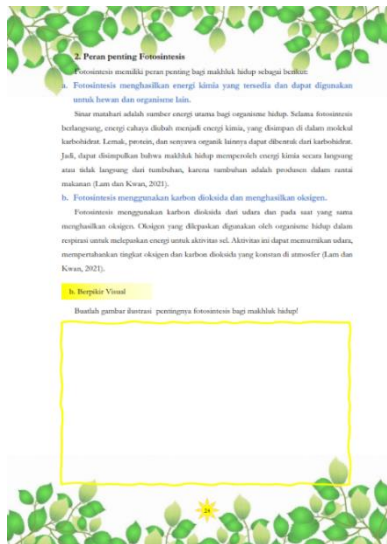 2. Peran penting Fotosintesis
Fotosintesis memiliki peran penting bagi makhluk hidup sebagai berikut:
a. Fotosintesis menghasilkan energi kimia yang tersedia dan dapat digunakan
untuk hewan dan organisme lain.
Sinar matahari adalah sumber energi utama bagi organisme hidup. Selama fotosintesis
berlangsung, energi cahaya diubah menjadi energi kimia, yang disimpan di dalam molekul
karbohidrat. Lemak, protein, dan senyawa organik lainnya dapat dibentuk dari karbohidrat.
Jadi, dapat disimpulkan bahwa makhluk hidup memperoleh energi kimia secara langsung
atau tidak langsung dari tumbuhan, karena tumbuhan adalah produsen dalam rantai
makanan (Lam dan Kwan, 2021).
b. Fotosintesis menggunakan karbon dioksida dan menghasilkan oksigen.
Fotosintesis menggunakan karbon dioksida dari udara dan pada saat yang sama
menghasilkan oksigen. Oksigen yang dilepaskan digunakan oleh organisme hidup dalam
respirasi untuk melepaskan energi untuk aktivitas sel. Aktivitas ini dapat memurnikan udara,
mempertahankan tingkat oksigen dan karbon dioksida yang konstan di atmosfer (Lam dan
Kwan, 2021).
b. Berpikir Visual
Buatlah gambar ilustrasi pentingnya fotosintesis bagi makhluk hidup!
24